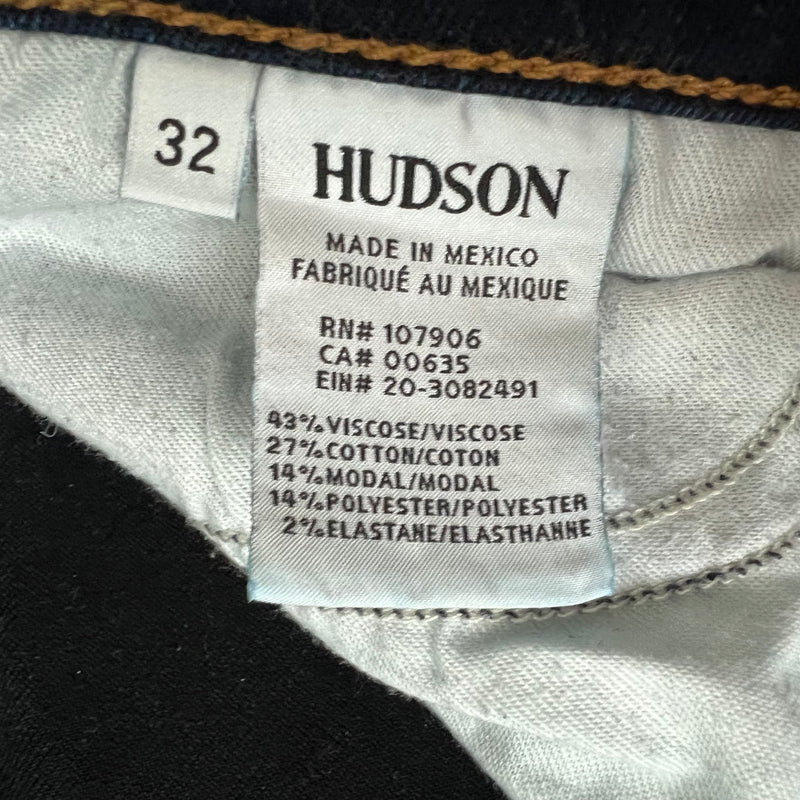 32
HUDSON
MADE IN MEXICO
FABRIQUÉ AU MEXIQUE
RN# 107906
CA# 00635
EIN# 20-3082491
43% VISCOSE/VISCOSE
27% COTTON/COTON
14% MODAL/MODAL
14% POLYESTER/POLYESTER
2% ELASTANE/ELASTHANNE